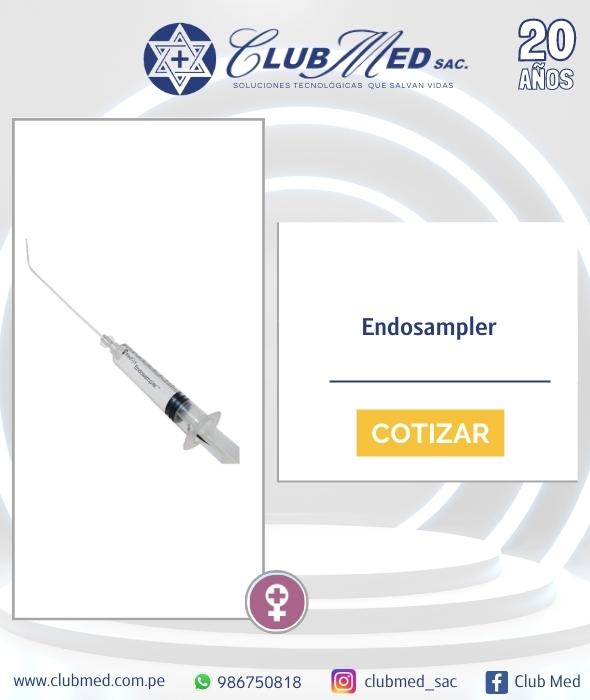 CLUB MED SAC.
SOLUCIONES TECNOLÓGICAS QUE SALVAN VIDAS
20
AÑOS
Endosampler™
Endosampler
COTIZAR
www.clubmed.com.pe
986750818
clubmed_sac
Club Med